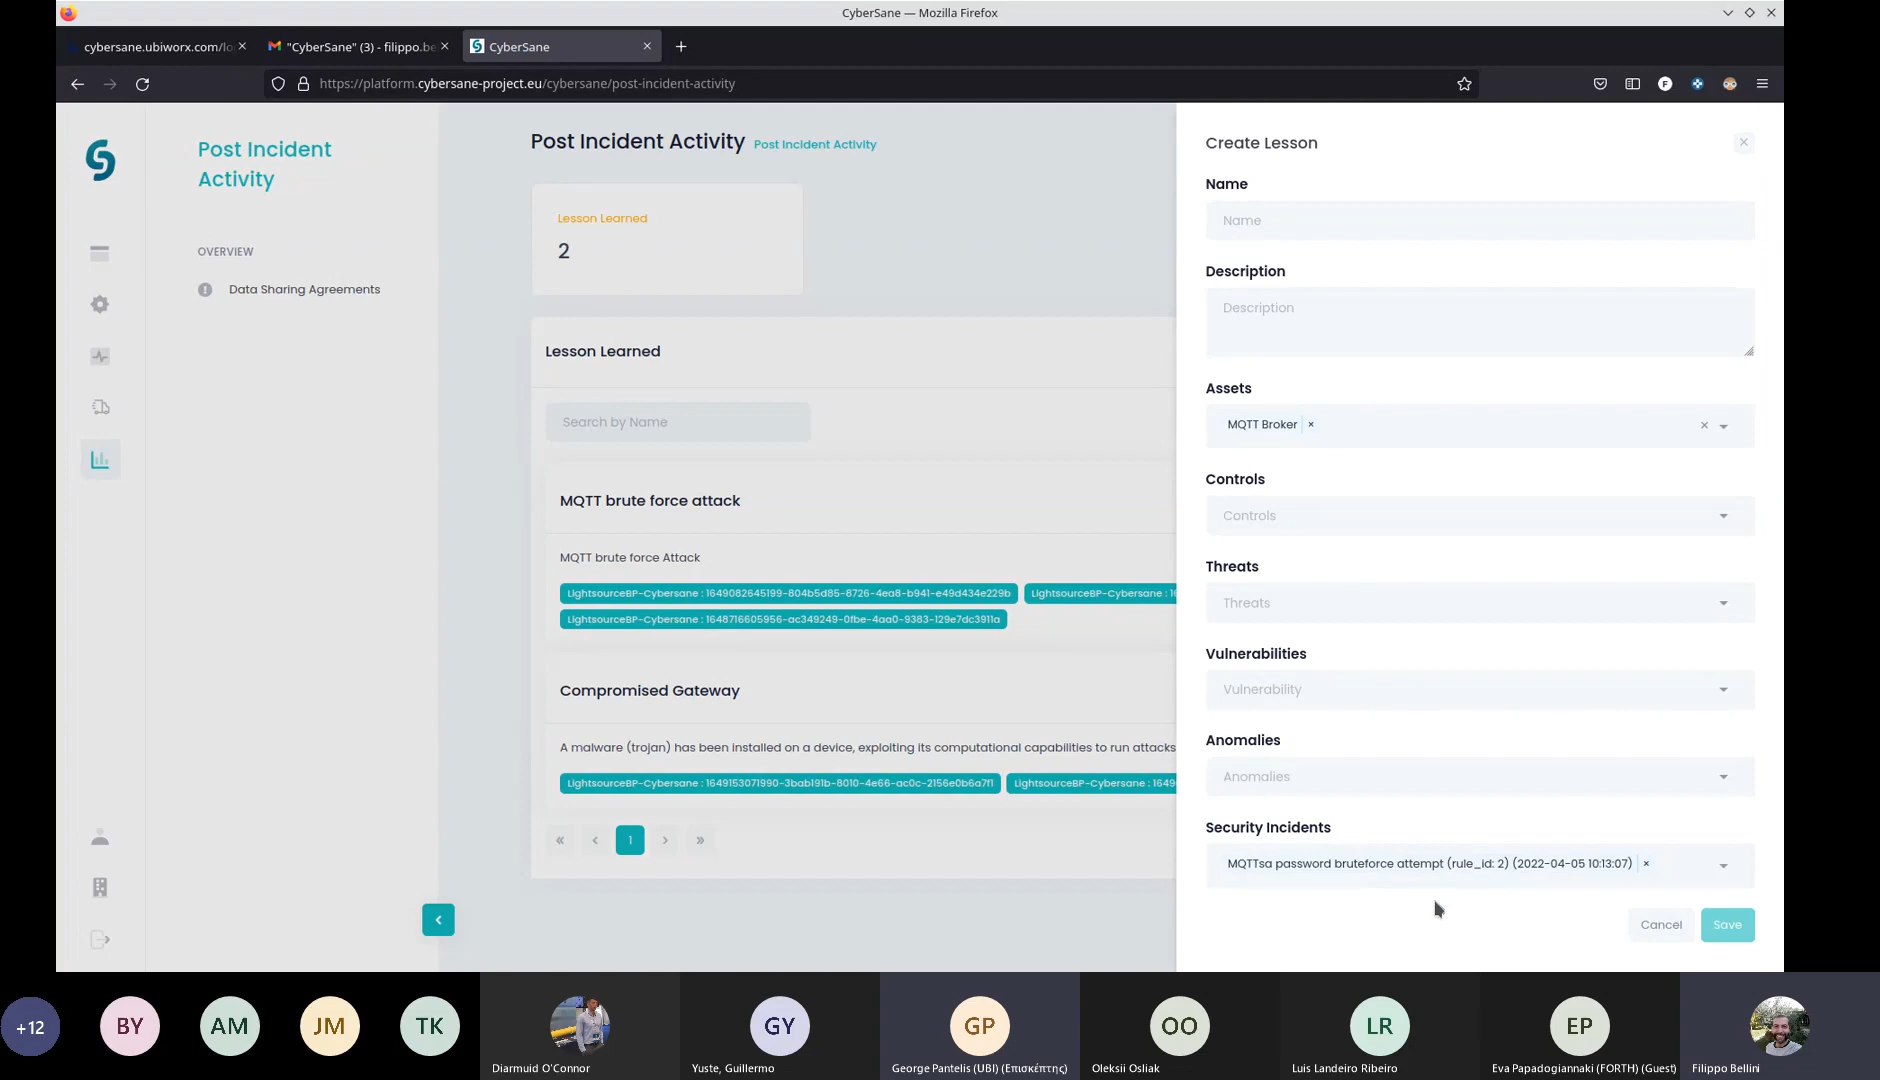 CyberSane — Mozilla Firefox
cybersane.ubiworx.com/lo
"CyberSane" (3) - filippo.be
CyberSane
https://platform.cybersane-project.eu/cybersane/post-incident-activity
Post Incident
Activity
OVERVIEW
Data Sharing Agreements
Post Incident Activity
Post Incident Activity
Lesson Learned
2
Lesson Learned
Search by Name
MQTT brute force attack
MQTT brute force Attack
LightsourceBP-Cybersane : 1649082645199-804b5d85-8726-4ea8-b941-e49d434e229b
LightsourceBP-Cybersane : 16
LightsourceBP-Cybersane : 1648716605956-ac349249-0fbe-4aa0-9383-129e7dc3911a
Compromised Gateway
A malware (trojan) has been installed on a device, exploiting its computational capabilities to run attacks
LightsourceBP-Cybersane : 1649153071990-3bab191b-8010-4e66-ac0c-2156e0b6a7f1
LightsourceBP-Cybersane : 1649
« ‹ 1 › »
Create Lesson
Name
Name
Description
Description
Assets
MQTT Broker ×
Controls
Controls
Threats
Threats
Vulnerabilities
Vulnerability
Anomalies
Anomalies
Security Incidents
MQTTsa password bruteforce attempt (rule_id: 2) (2022-04-05 10:13:07) ×
Cancel
Save
+12
BY
AM
JM
TK
Diarmuid O'Connor
GY
Yuste, Guillermo
GP
George Pantelis (UBI) (Επισκέπτης)
OO
Oleksii Osliak
LR
Luis Landeiro Ribeiro
EP
Eva Papadogiannaki (FORTH) (Guest)
Filippo Bellini